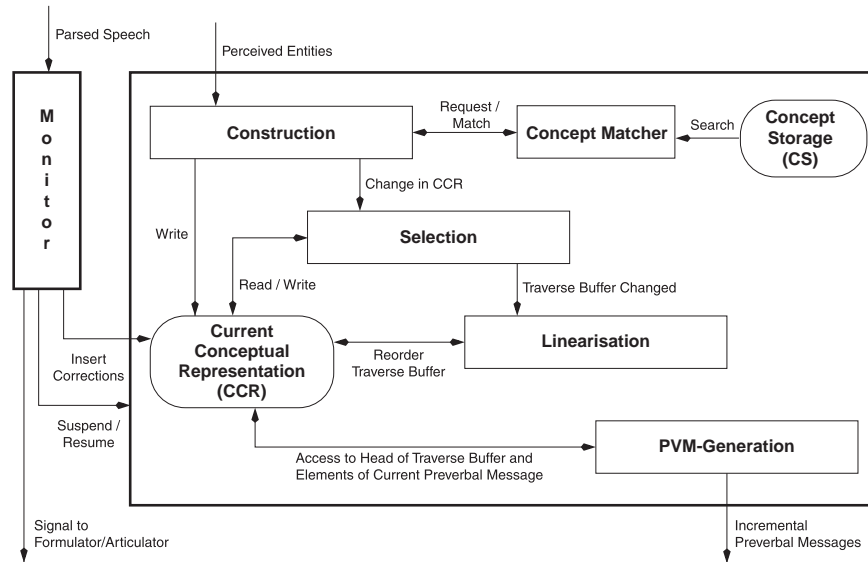 Parsed Speech
Perceived Entities
M
o
n
i
t
o
r
Construction
Request /
Match
Concept Matcher
Search
Concept
Storage
(CS)
Change in CCR
Write
Selection
Read / Write
Traverse Buffer Changed
Current
Conceptual
Representation
(CCR)
Linearisation
Reorder
Traverse Buffer
Insert
Corrections
Suspend /
Resume
PVM-Generation
Access to Head of Traverse Buffer and
Elements of Current Preverbal Message
Signal to
Formulator/Articulator
Incremental
Preverbal Messages